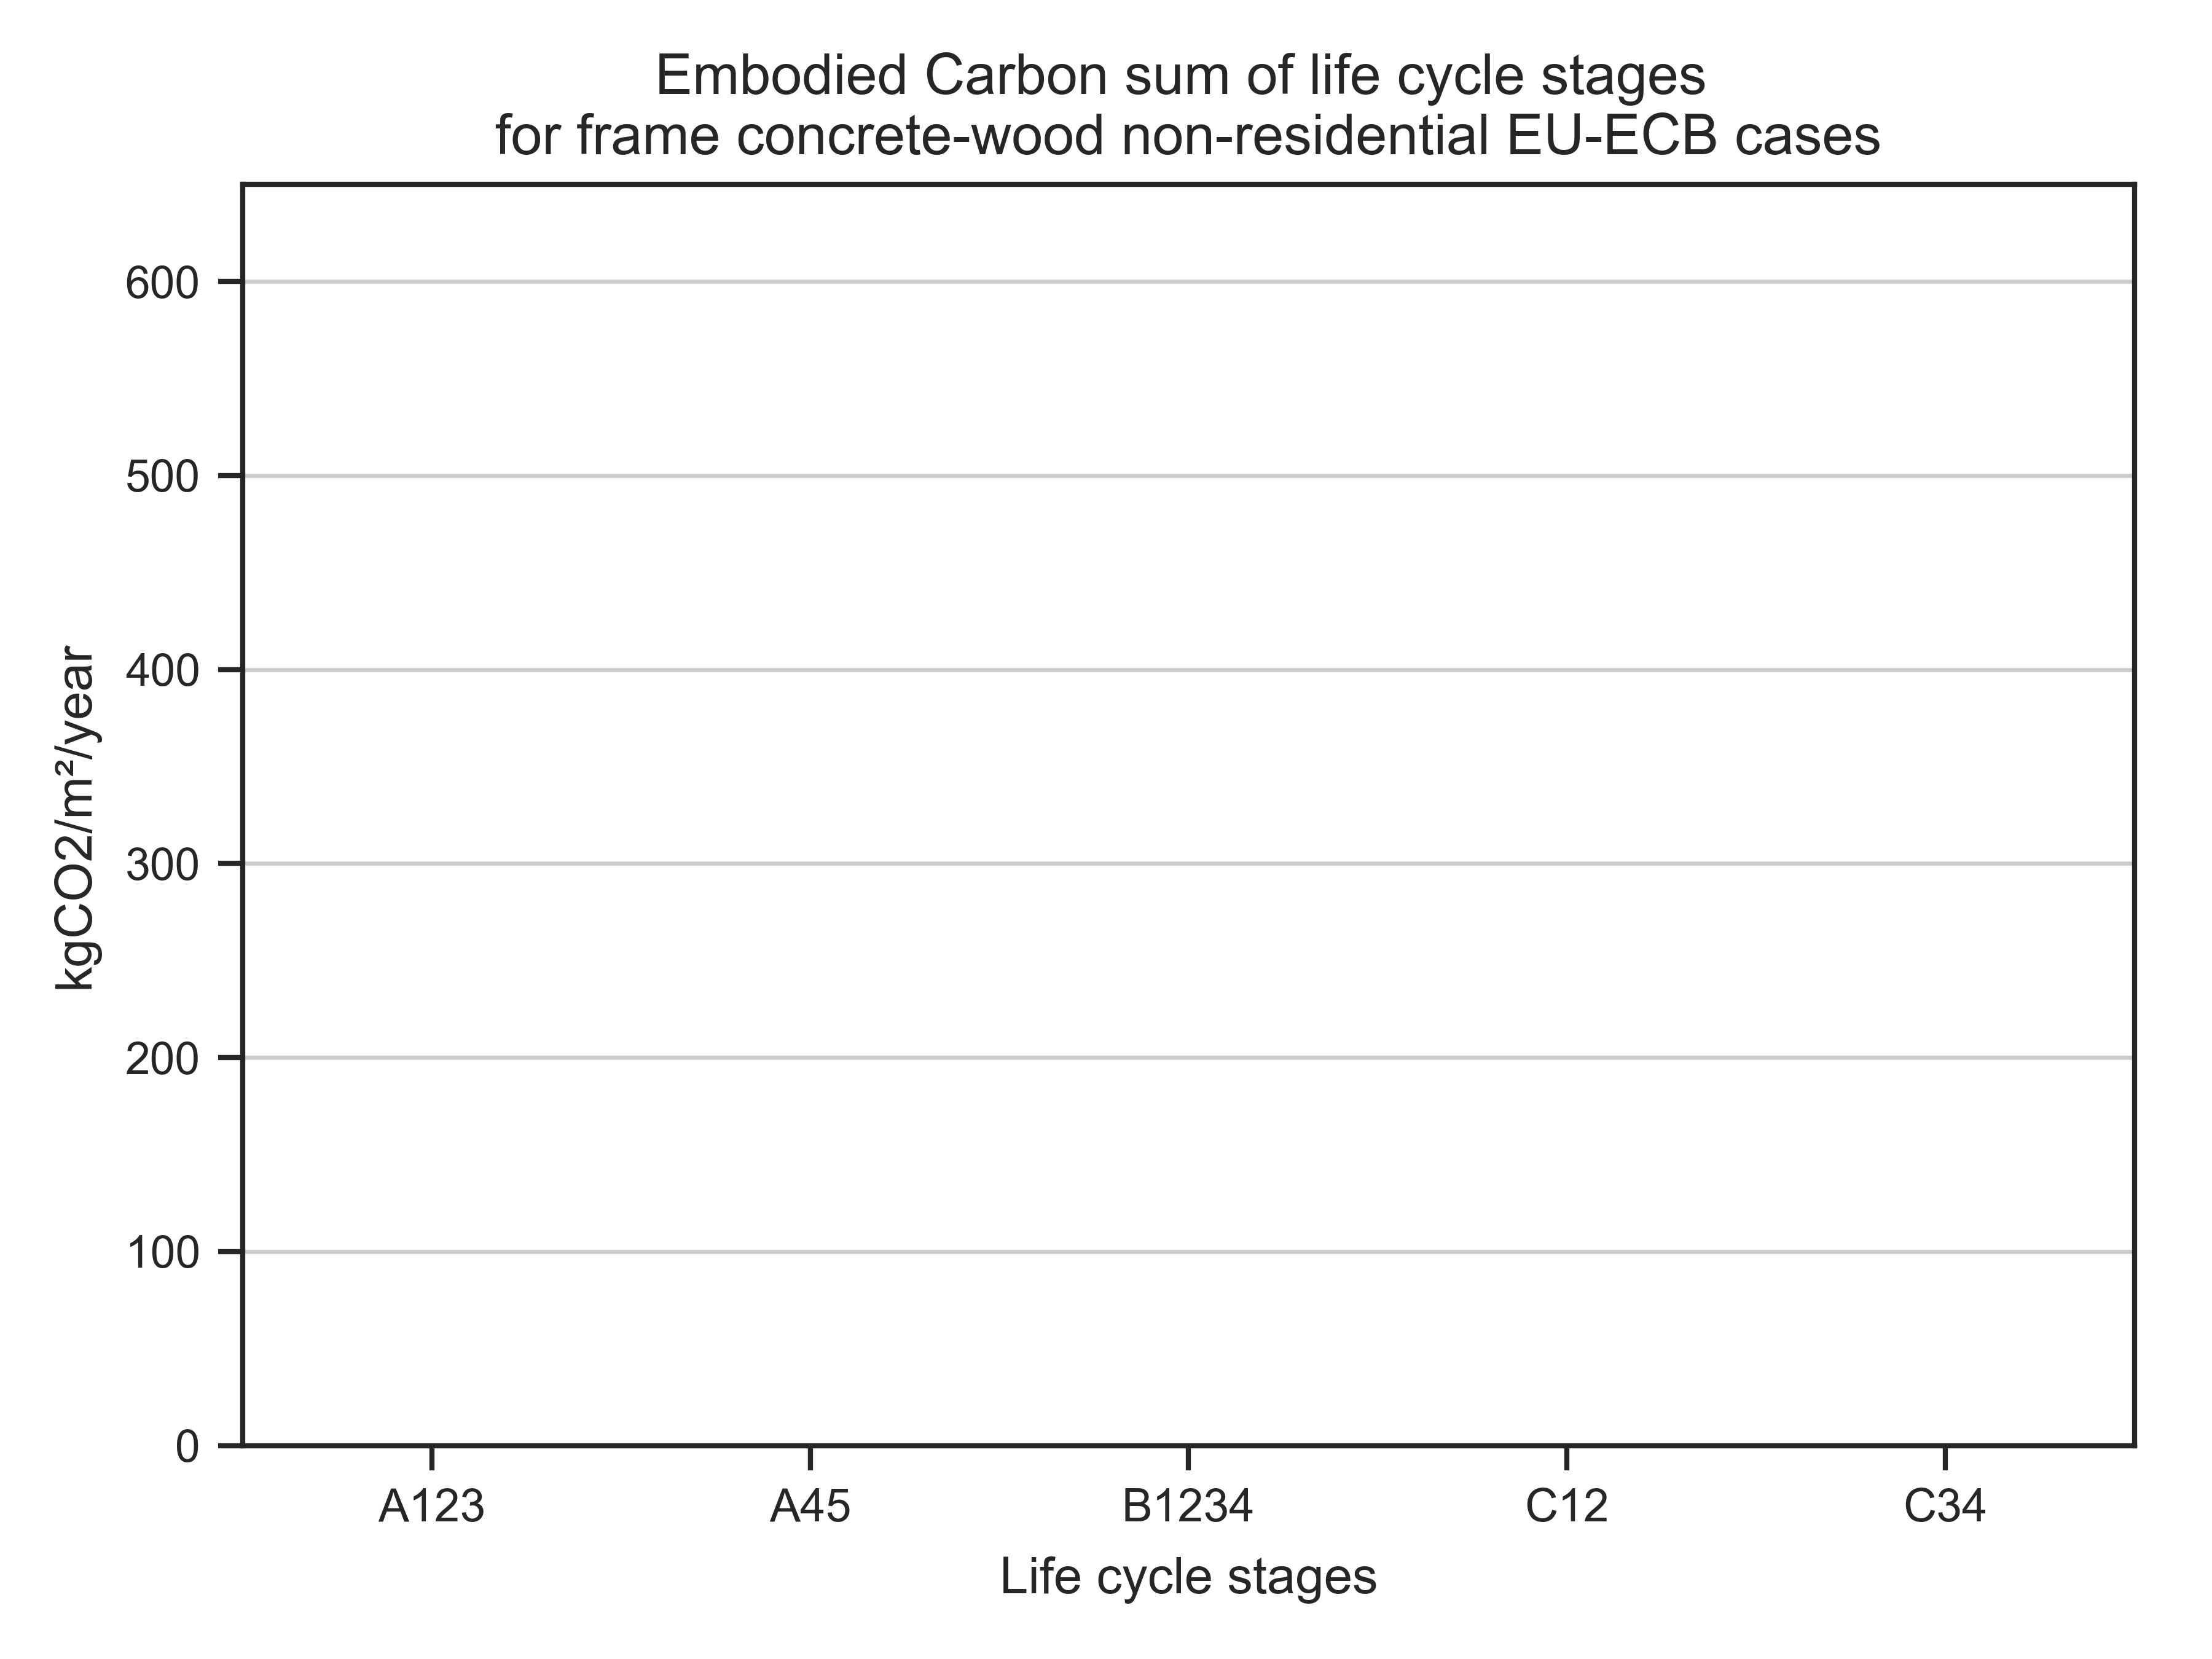 Embodied Carbon sum of life cycle stages
for frame concrete-wood non-residential EU-ECB cases
kgCO2/m²/year
600
500
400
300
200
100
0
A123 A45 B1234 C12 C34
Life cycle stages